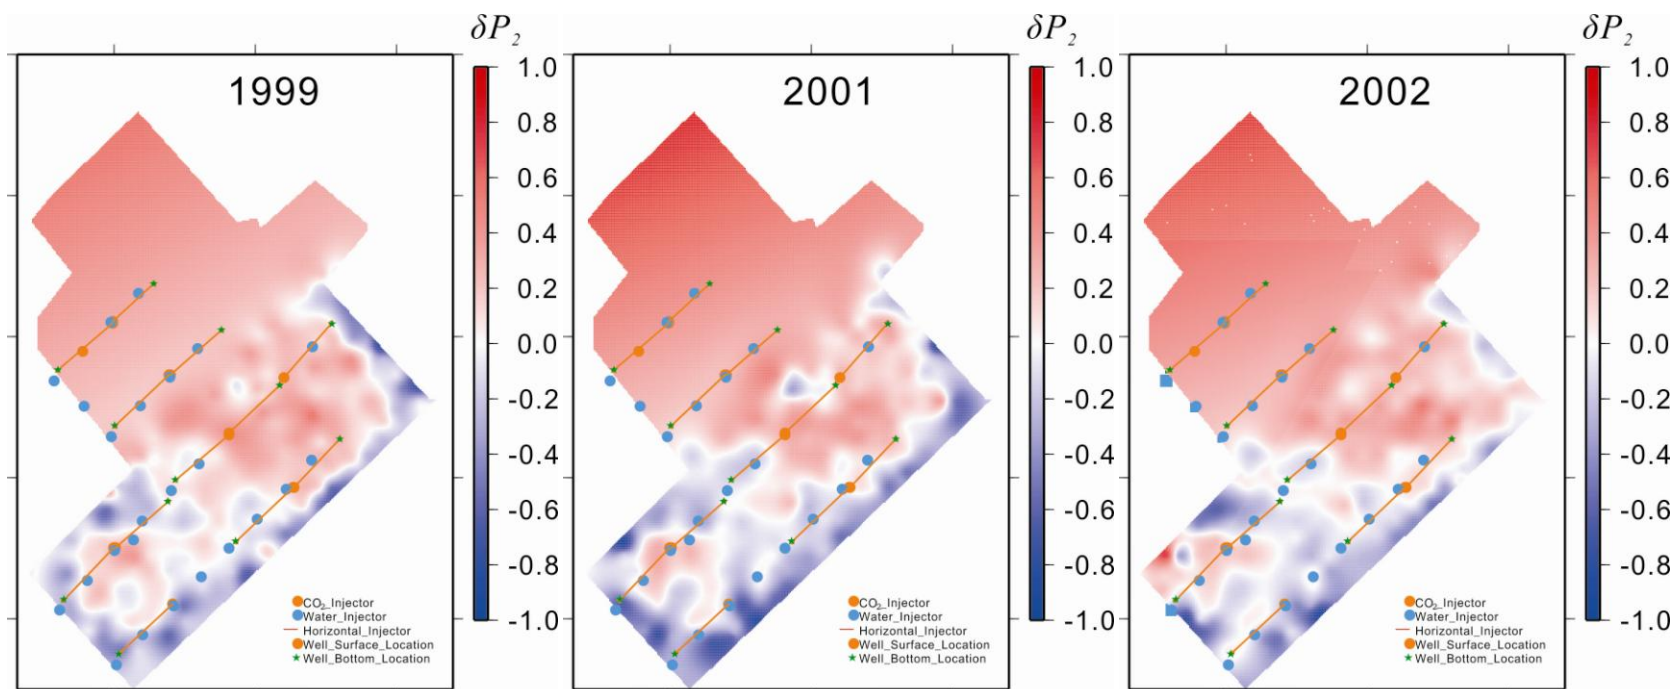 δP₂
1999
1.0
0.8
0.6
0.4
0.2
0.0
-0.2
-0.4
-0.6
-0.8
-1.0
CO₂_Injector
Water_Injector
Horizontal_Injector
Well_Surface_Location
Well_Bottom_Location
δP₂
2001
1.0
0.8
0.6
0.4
0.2
0.0
-0.2
-0.4
-0.6
-0.8
-1.0
CO₂_Injector
Water_Injector
Horizontal_Injector
Well_Surface_Location
Well_Bottom_Location
δP₂
2002
1.0
0.8
0.6
0.4
0.2
0.0
-0.2
-0.4
-0.6
-0.8
-1.0
CO₂_Injector
Water_Injector
Horizontal_Injector
Well_Surface_Location
Well_Bottom_Location